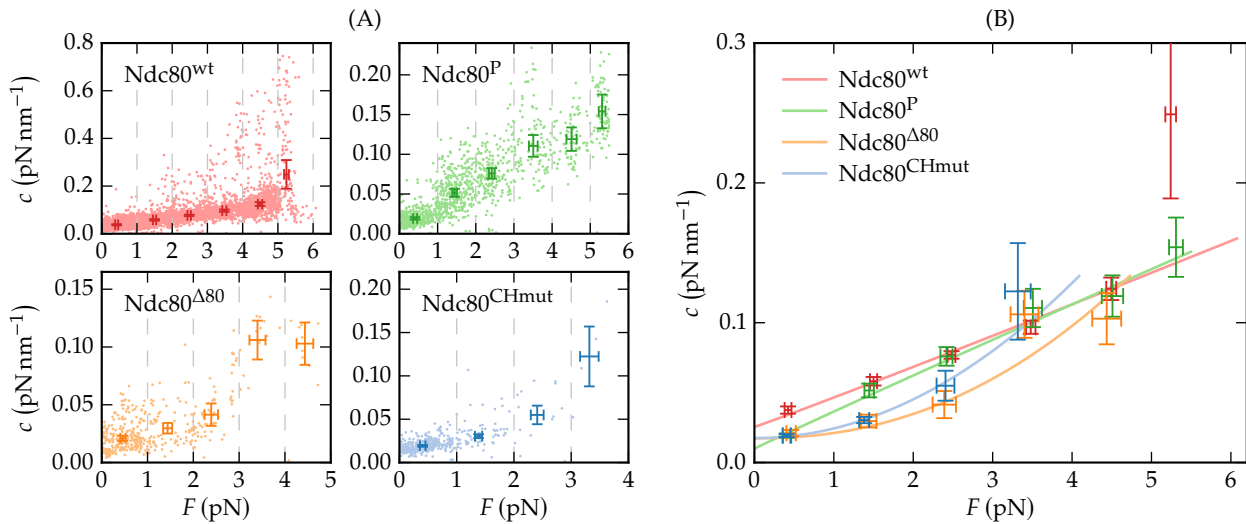 (A)
Ndc80^wt
c (pN nm⁻¹)
0.8
0.6
0.4
0.2
0.0
0 1 2 3 4 5 6
Ndc80^P
0.20
0.15
0.10
0.05
0.00
0 1 2 3 4 5
Ndc80^Δ80
c (pN nm⁻¹)
0.15
0.10
0.05
0.00
0 1 2 3 4 5
F (pN)
Ndc80^CHmut
0.20
0.15
0.10
0.05
0.00
0 1 2 3 4
F (pN)
(B)
c (pN nm⁻¹)
0.3
0.2
0.1
0.0
Ndc80^wt
Ndc80^P
Ndc80^Δ80
Ndc80^CHmut
0 1 2 3 4 5 6
F (pN)